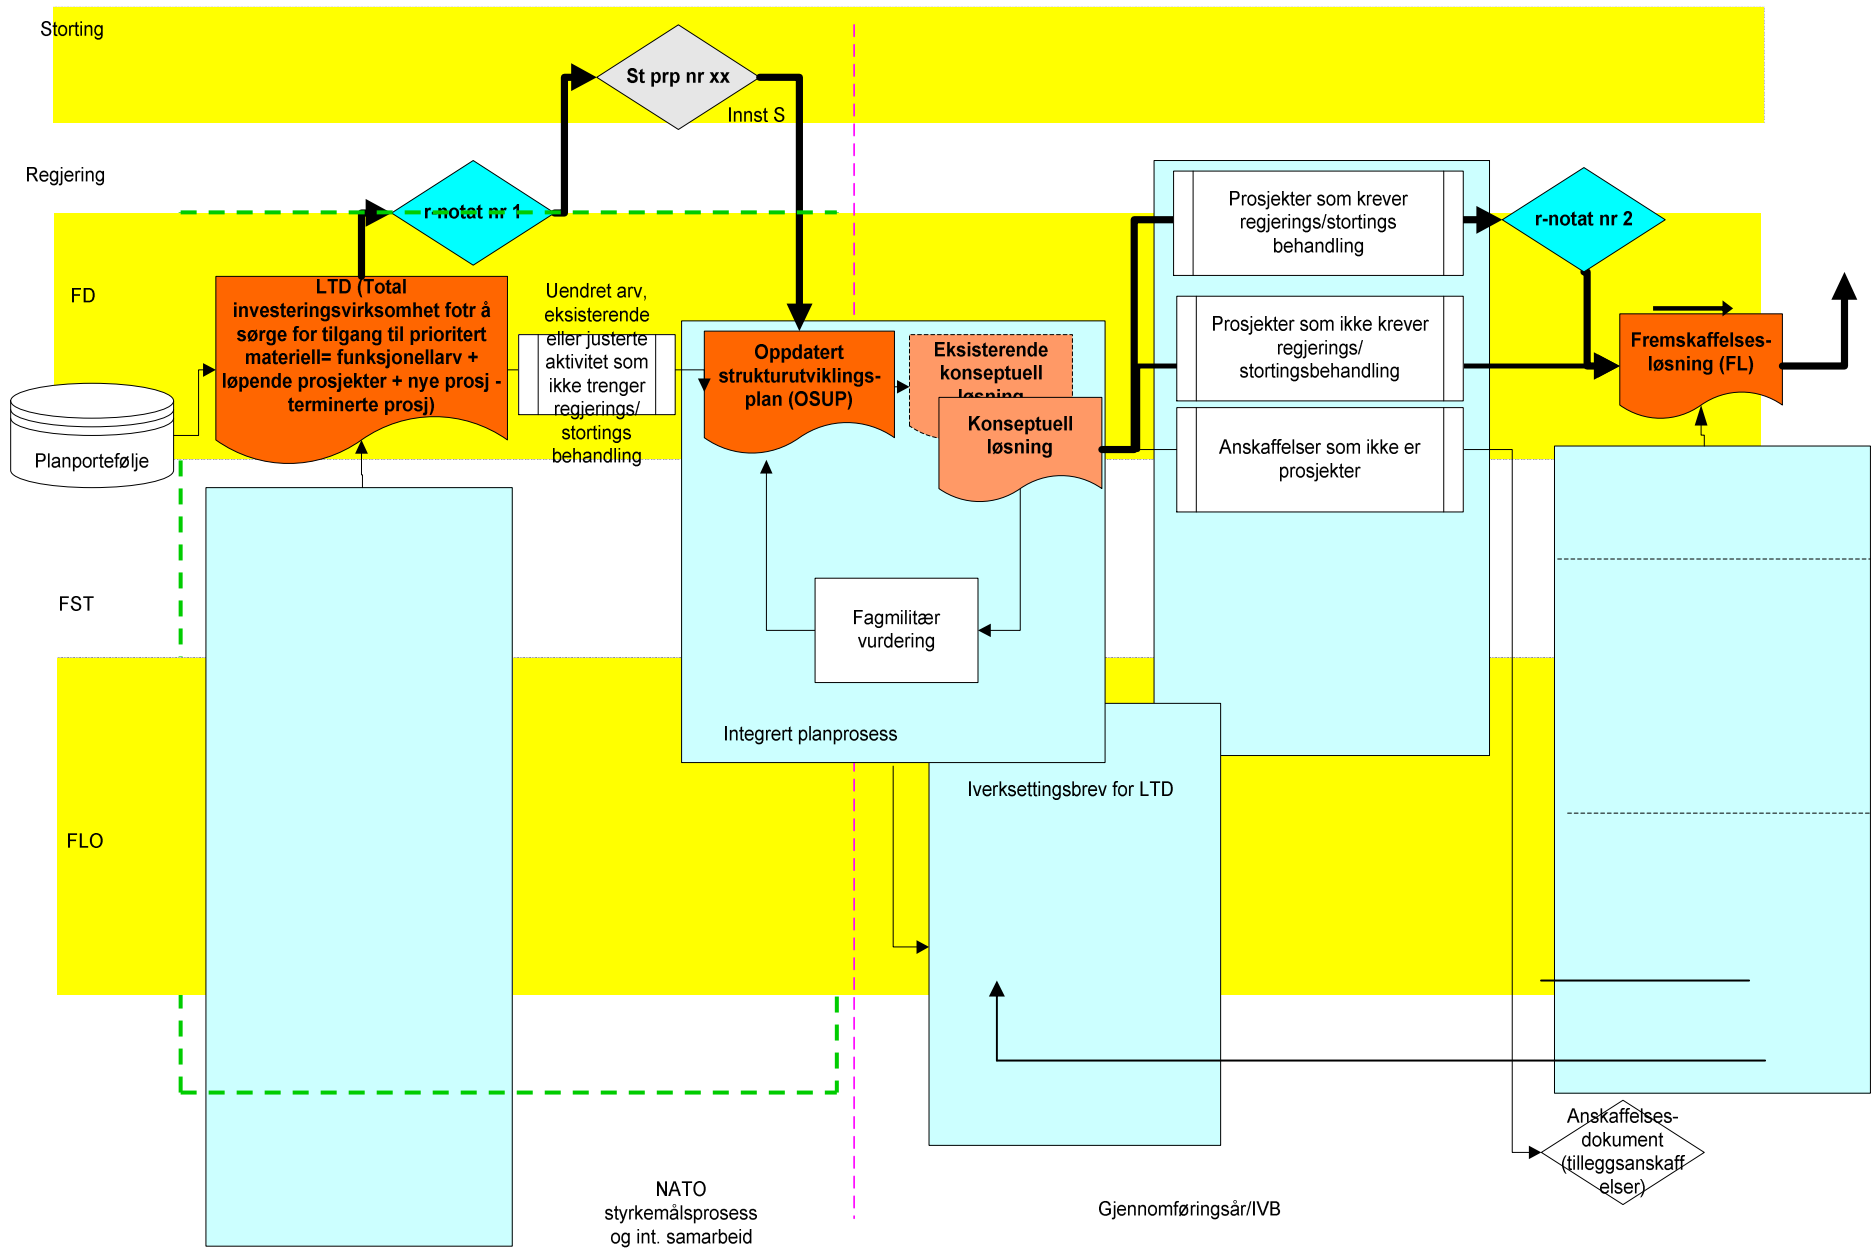 Storting
St prp nr xx
Innst S
Regjering
r-notat nr 1
Prosjekter som krever
regjerings/stortings
behandling
r-notat nr 2
FD
LTD (Total
investeringsvirksomhet fotr å
sørge for tilgang til prioritert
materiell= funksjonellarv +
løpende prosjekter + nye prosj -
terminerte prosj)
Uendret arv,
eksisterende
eller justerte
aktivitet som
ikke trenger
regjerings/
stortings
behandling
Oppdatert
strukturutviklings-
plan (OSUP)
Eksisterende
konseptuell
løsning
Konseptuell
løsning
Prosjekter som ikke krever
regjerings/
stortingsbehandling
Fremskaffelses-
løsning (FL)
Planportefølje
Anskaffelser som ikke er
prosjekter
FST
Fagmilitær
vurdering
Integrert planprosess
Iverksettingsbrev for LTD
FLO
Anskaffelses-
dokument
(tilleggsanskaff
elser)
NATO
styrkemålsprosess
og int. samarbeid
Gjennomføringsår/IVB